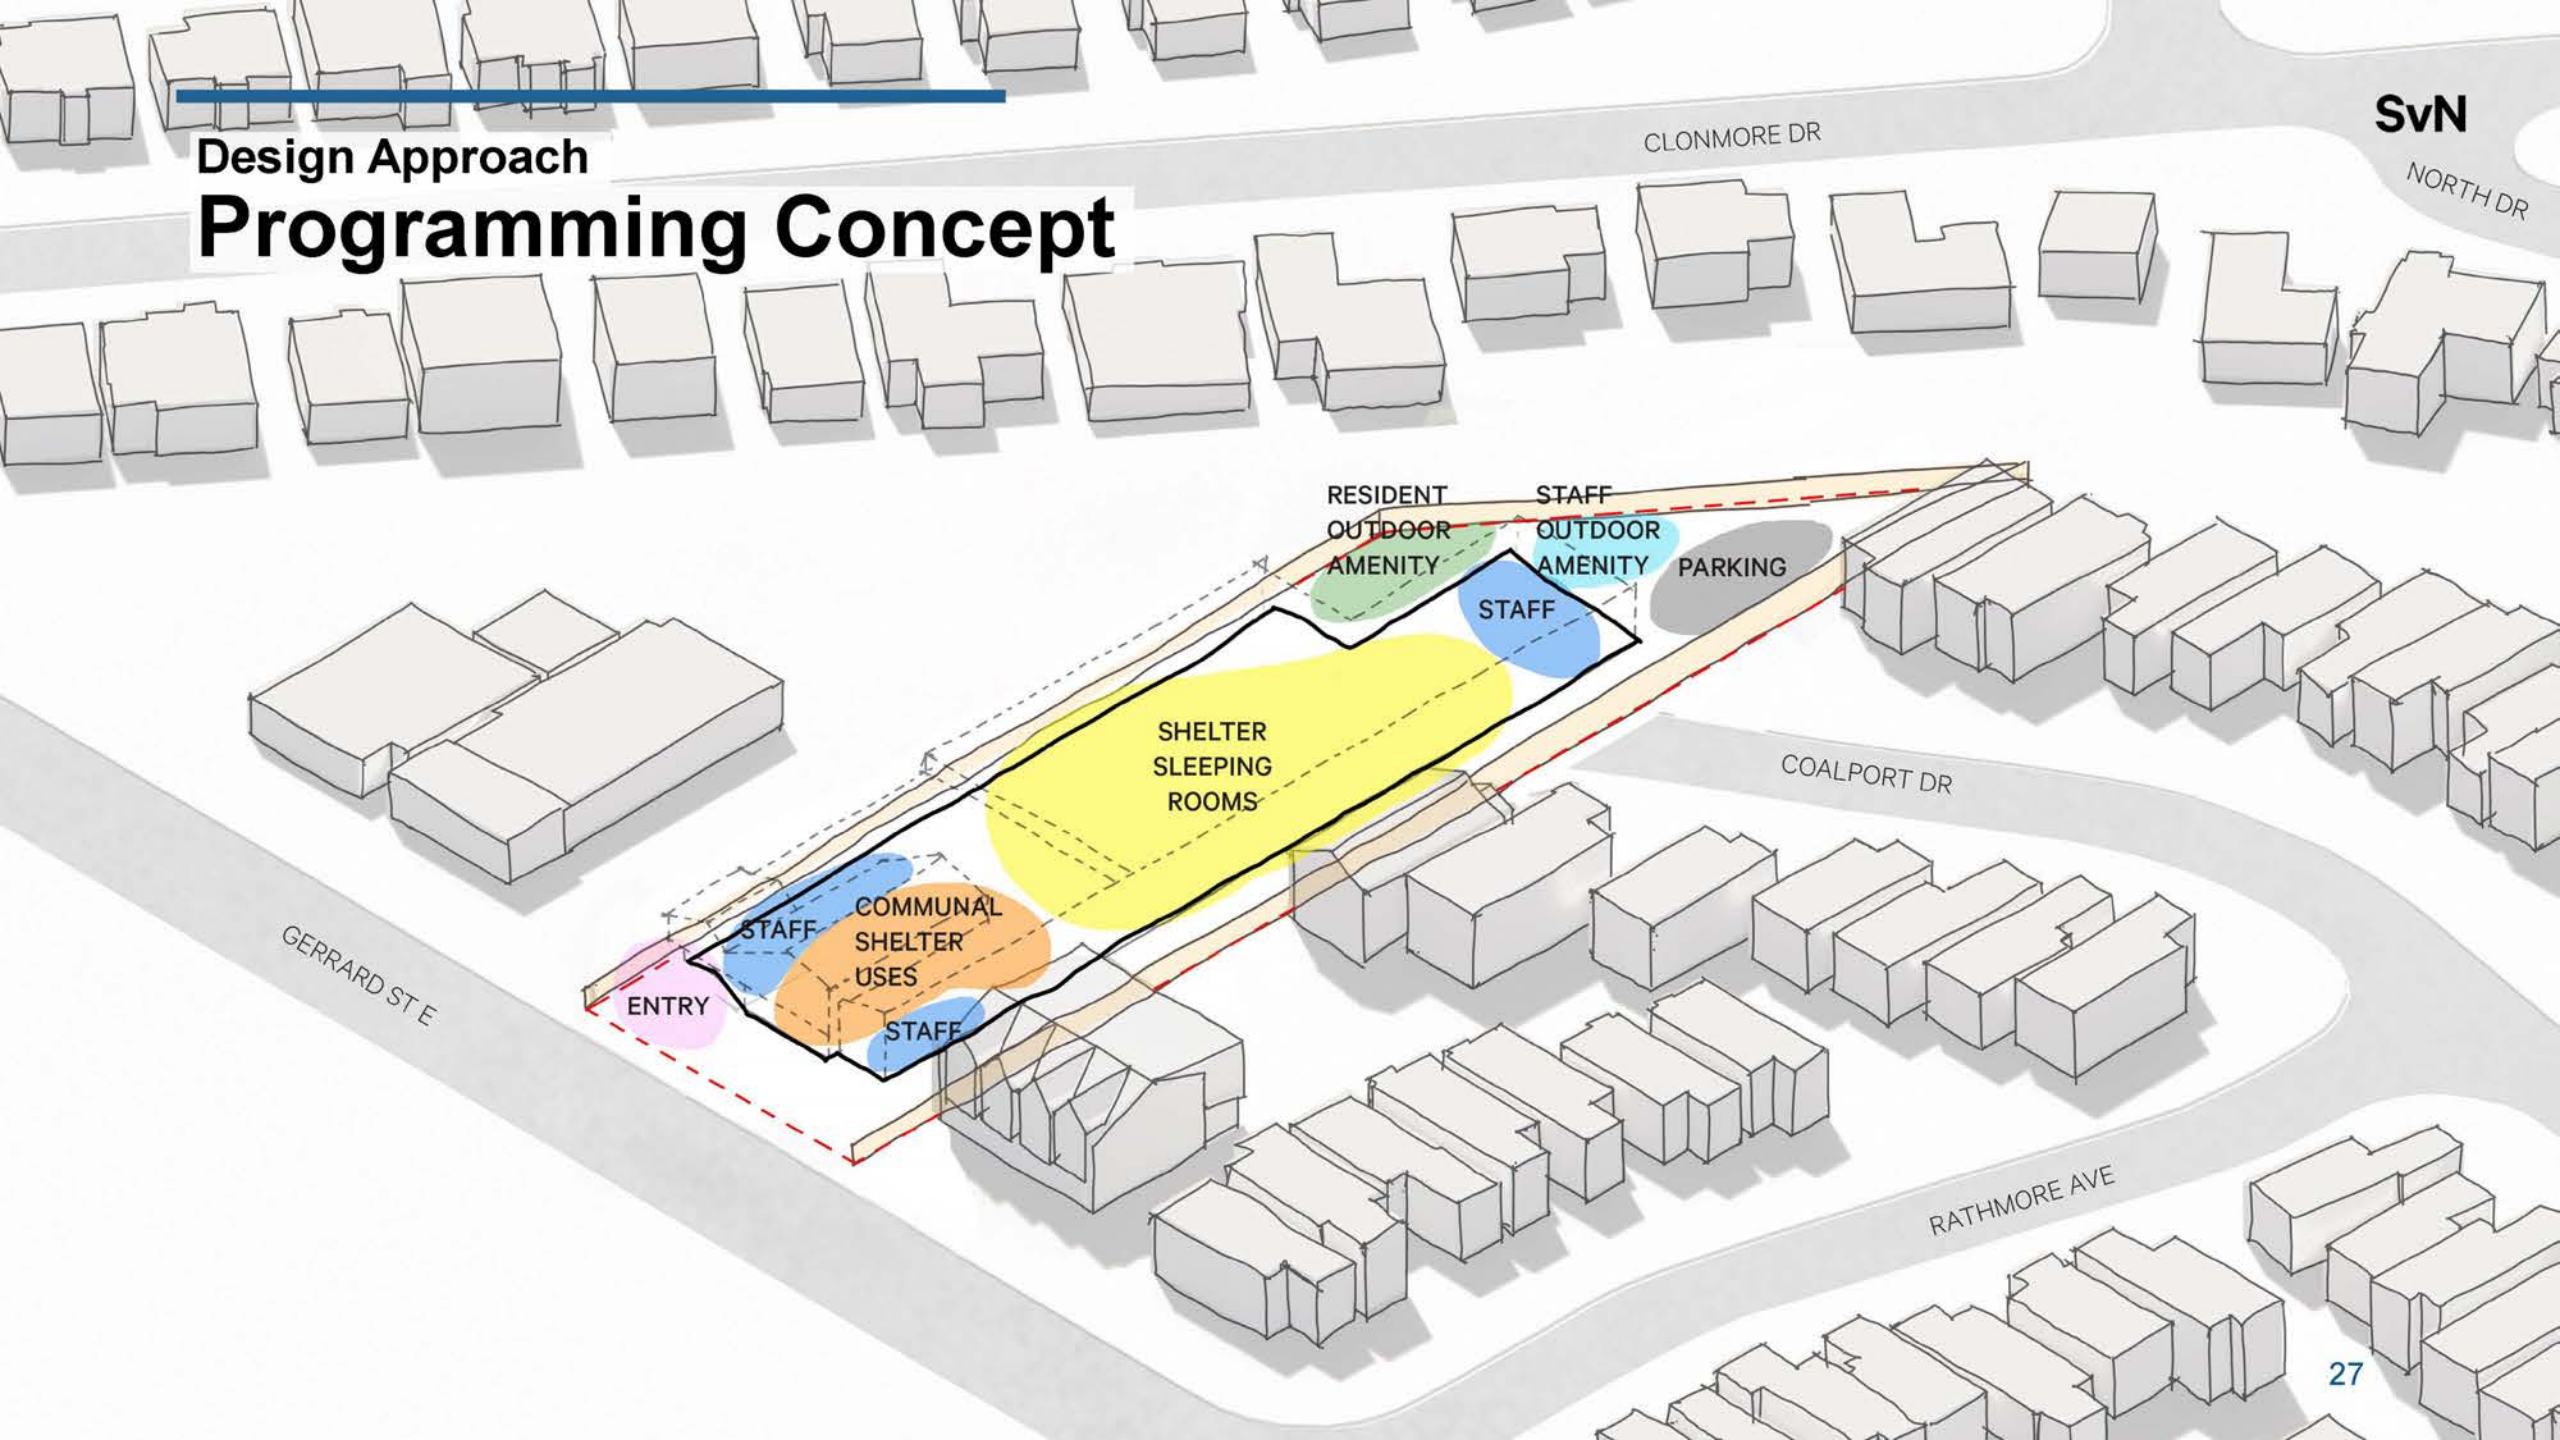 Design Approach
Programming Concept
SvN
CLONMORE DR
NORTH DR
RESIDENT
OUTDOOR
AMENITY
STAFF
OUTDOOR
AMENITY
PARKING
STAFF
SHELTER
SLEEPING
ROOMS
COALPORT DR
STAFF
COMMUNAL
SHELTER
USES
STAFF
ENTRY
GERRARD ST E
RATHMORE AVE
27